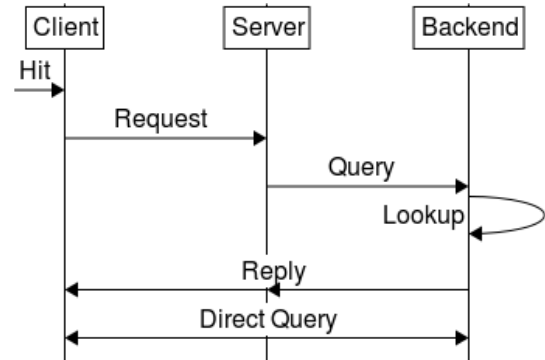 Client Server Backend
Hit
Request
Query
Lookup
Reply
Direct Query